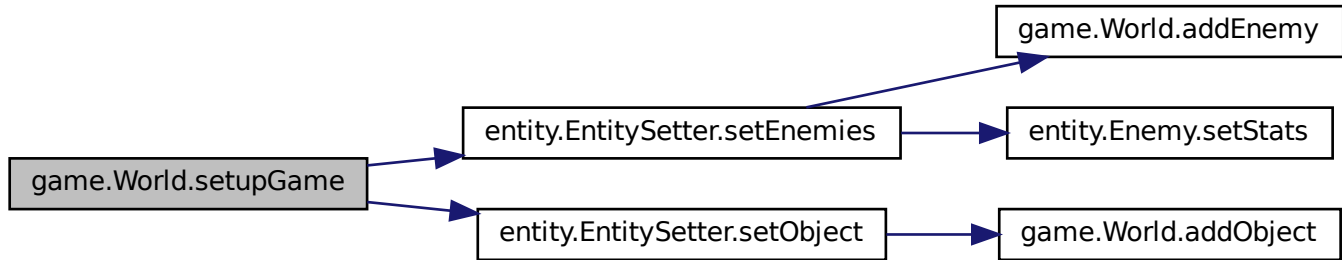 game.World.addEnemy
entity.EntitySetter.setEnemies
entity.Enemy.setStats
game.World.setupGame
entity.EntitySetter.setObject
game.World.addObject